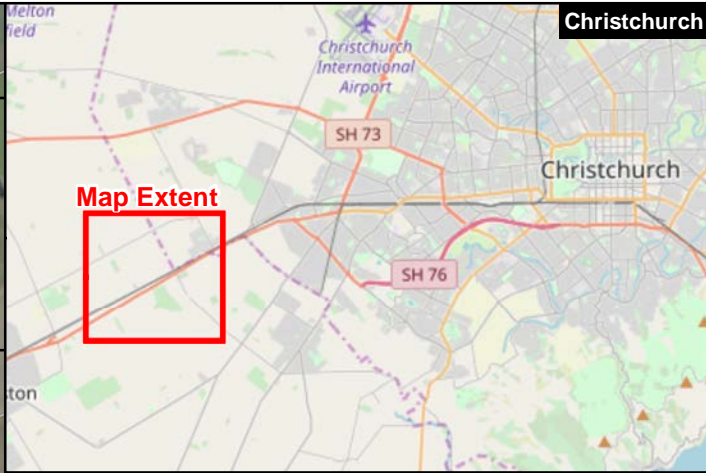 Melton
field
Christchurch
Christchurch
International
Airport
SH 73
Christchurch
Map Extent
SH 76
ton